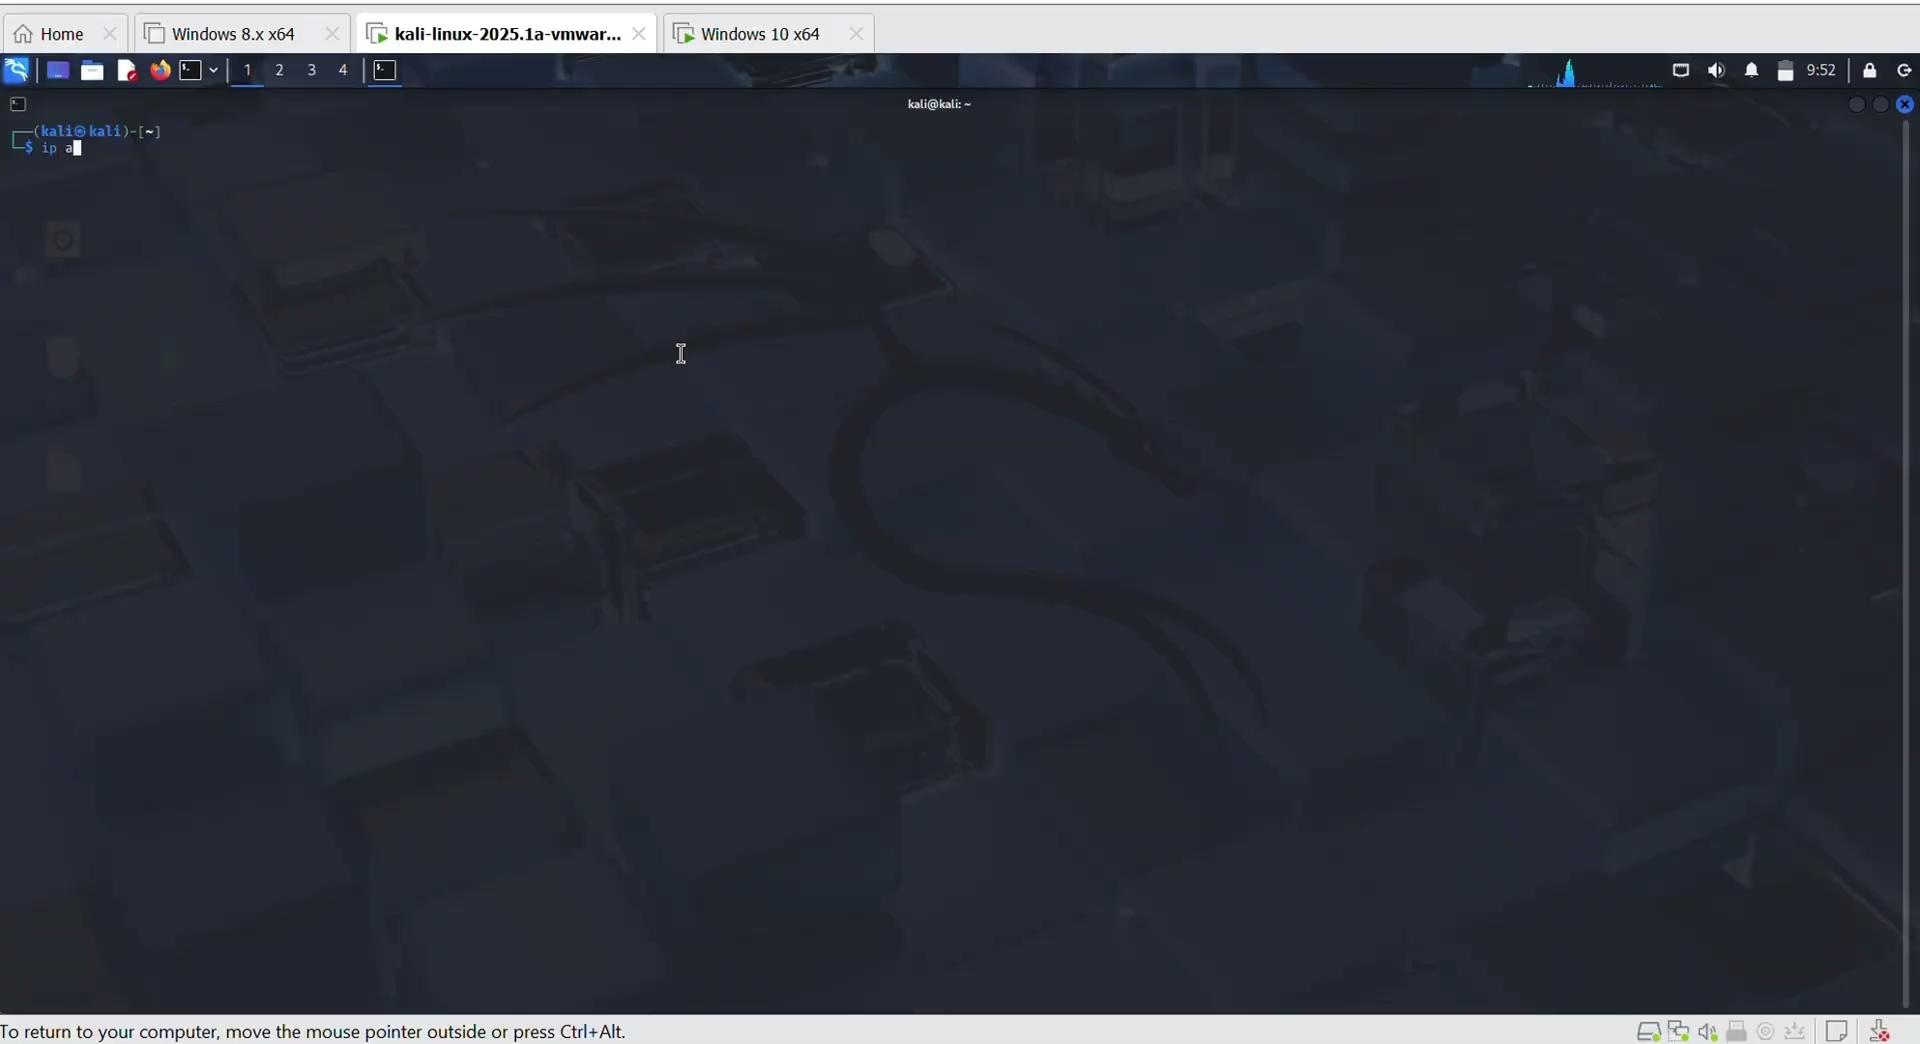 Home
Windows 8.x x64
kali-linux-2025.1a-vmwar...
Windows 10 x64
1 2 3 4
9:52
kali@kali: ~
(kali㉿kali)-[~]
$ ip a
To return to your computer, move the mouse pointer outside or press Ctrl+Alt.